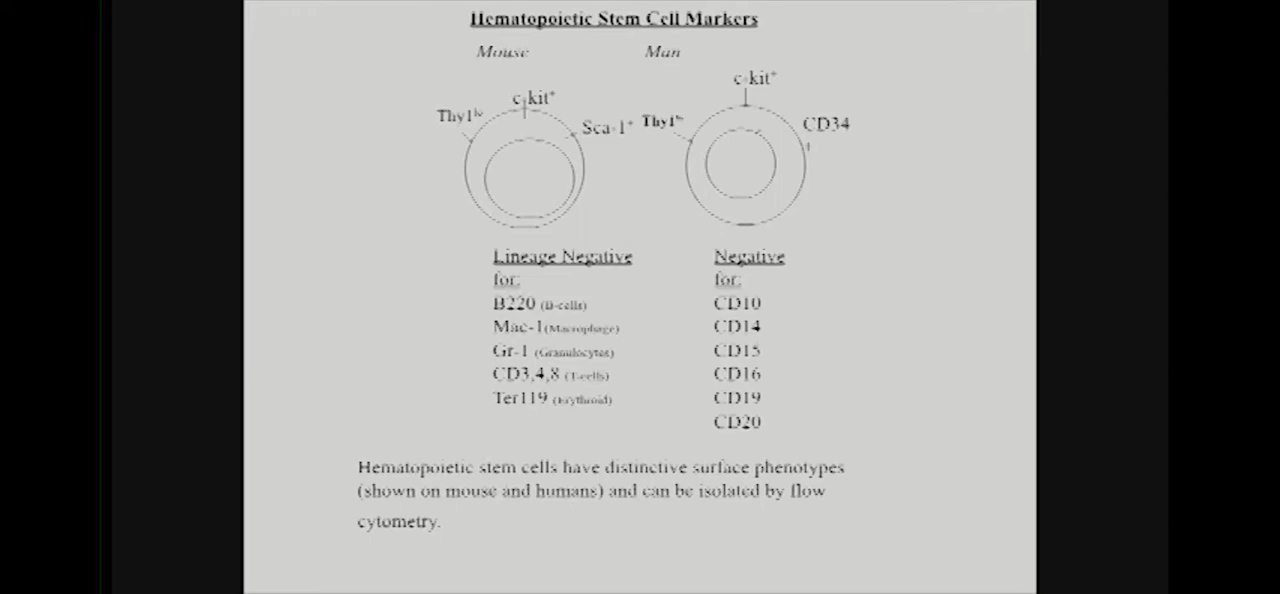 Hematopoietic Stem Cell Markers
Mouse Man
c-kit⁺
c-kit⁺
Thy1ˡᵒ
Sca-1⁺
Thy1ˡᵒ
CD34
+
Lineage Negative Negative
for: for:
B220 (B-cells) CD10
Mac-1(Macrophage) CD14
Gr-1 (Granulocytes) CD15
CD3,4,8 (T-cells) CD16
Ter119 (Erythroid) CD19
CD20
Hematopoietic stem cells have distinctive surface phenotypes
(shown on mouse and humans) and can be isolated by flow
cytometry.